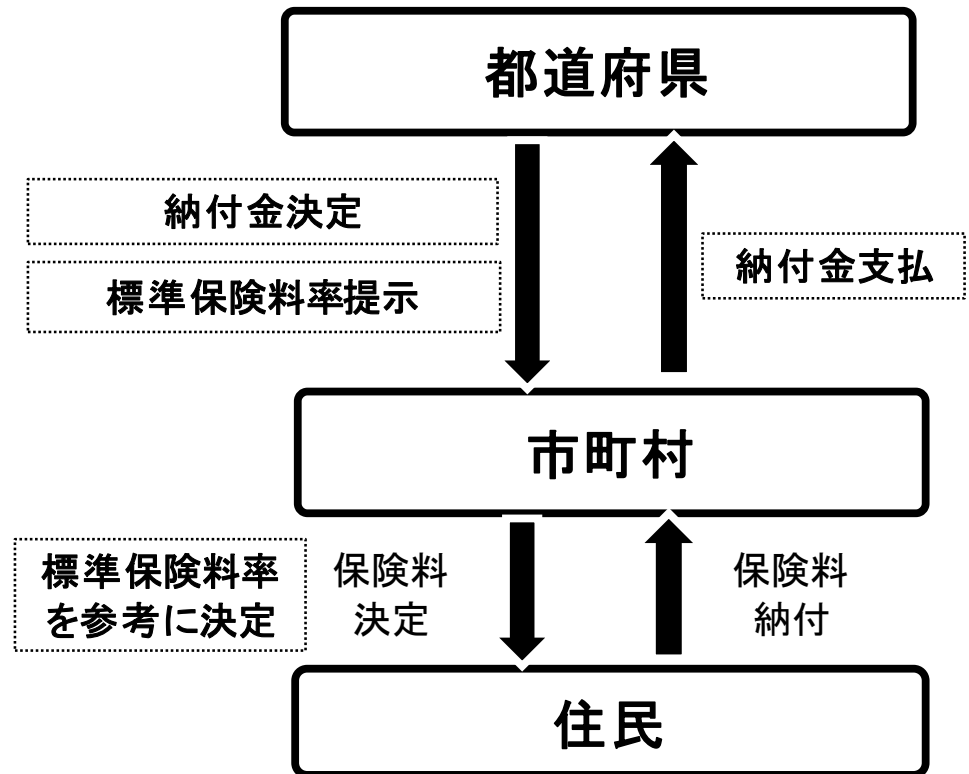 都道府県
納付金決定
標準保険料率提示
納付金支払
市町村
標準保険料率
を参考に決定
保険料
決定
保険料
納付
住民